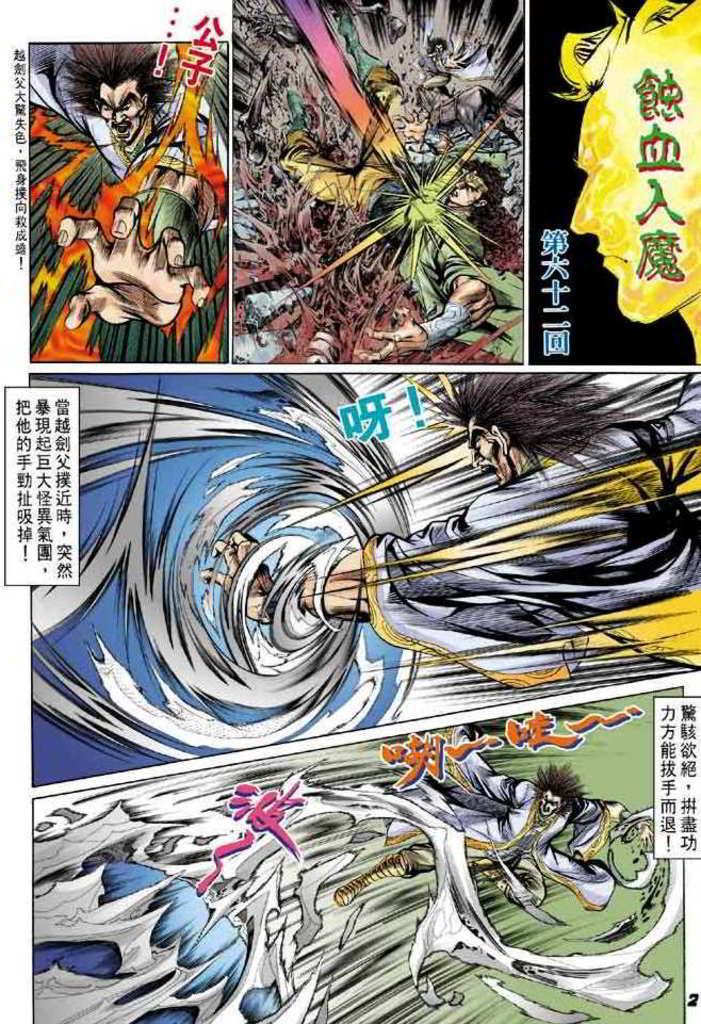 蝕血入魔
第六十二回
公子
……！
越劍父大驚失色，飛身撲向救成蟜！
呀！
當越劍父撲近時，突然
暴現起巨大怪異氣團，
把他的手勁扯吸掉！
驚駭欲絕，拚盡功
力方能拔手而退！
哇～
嘞～
波～
2